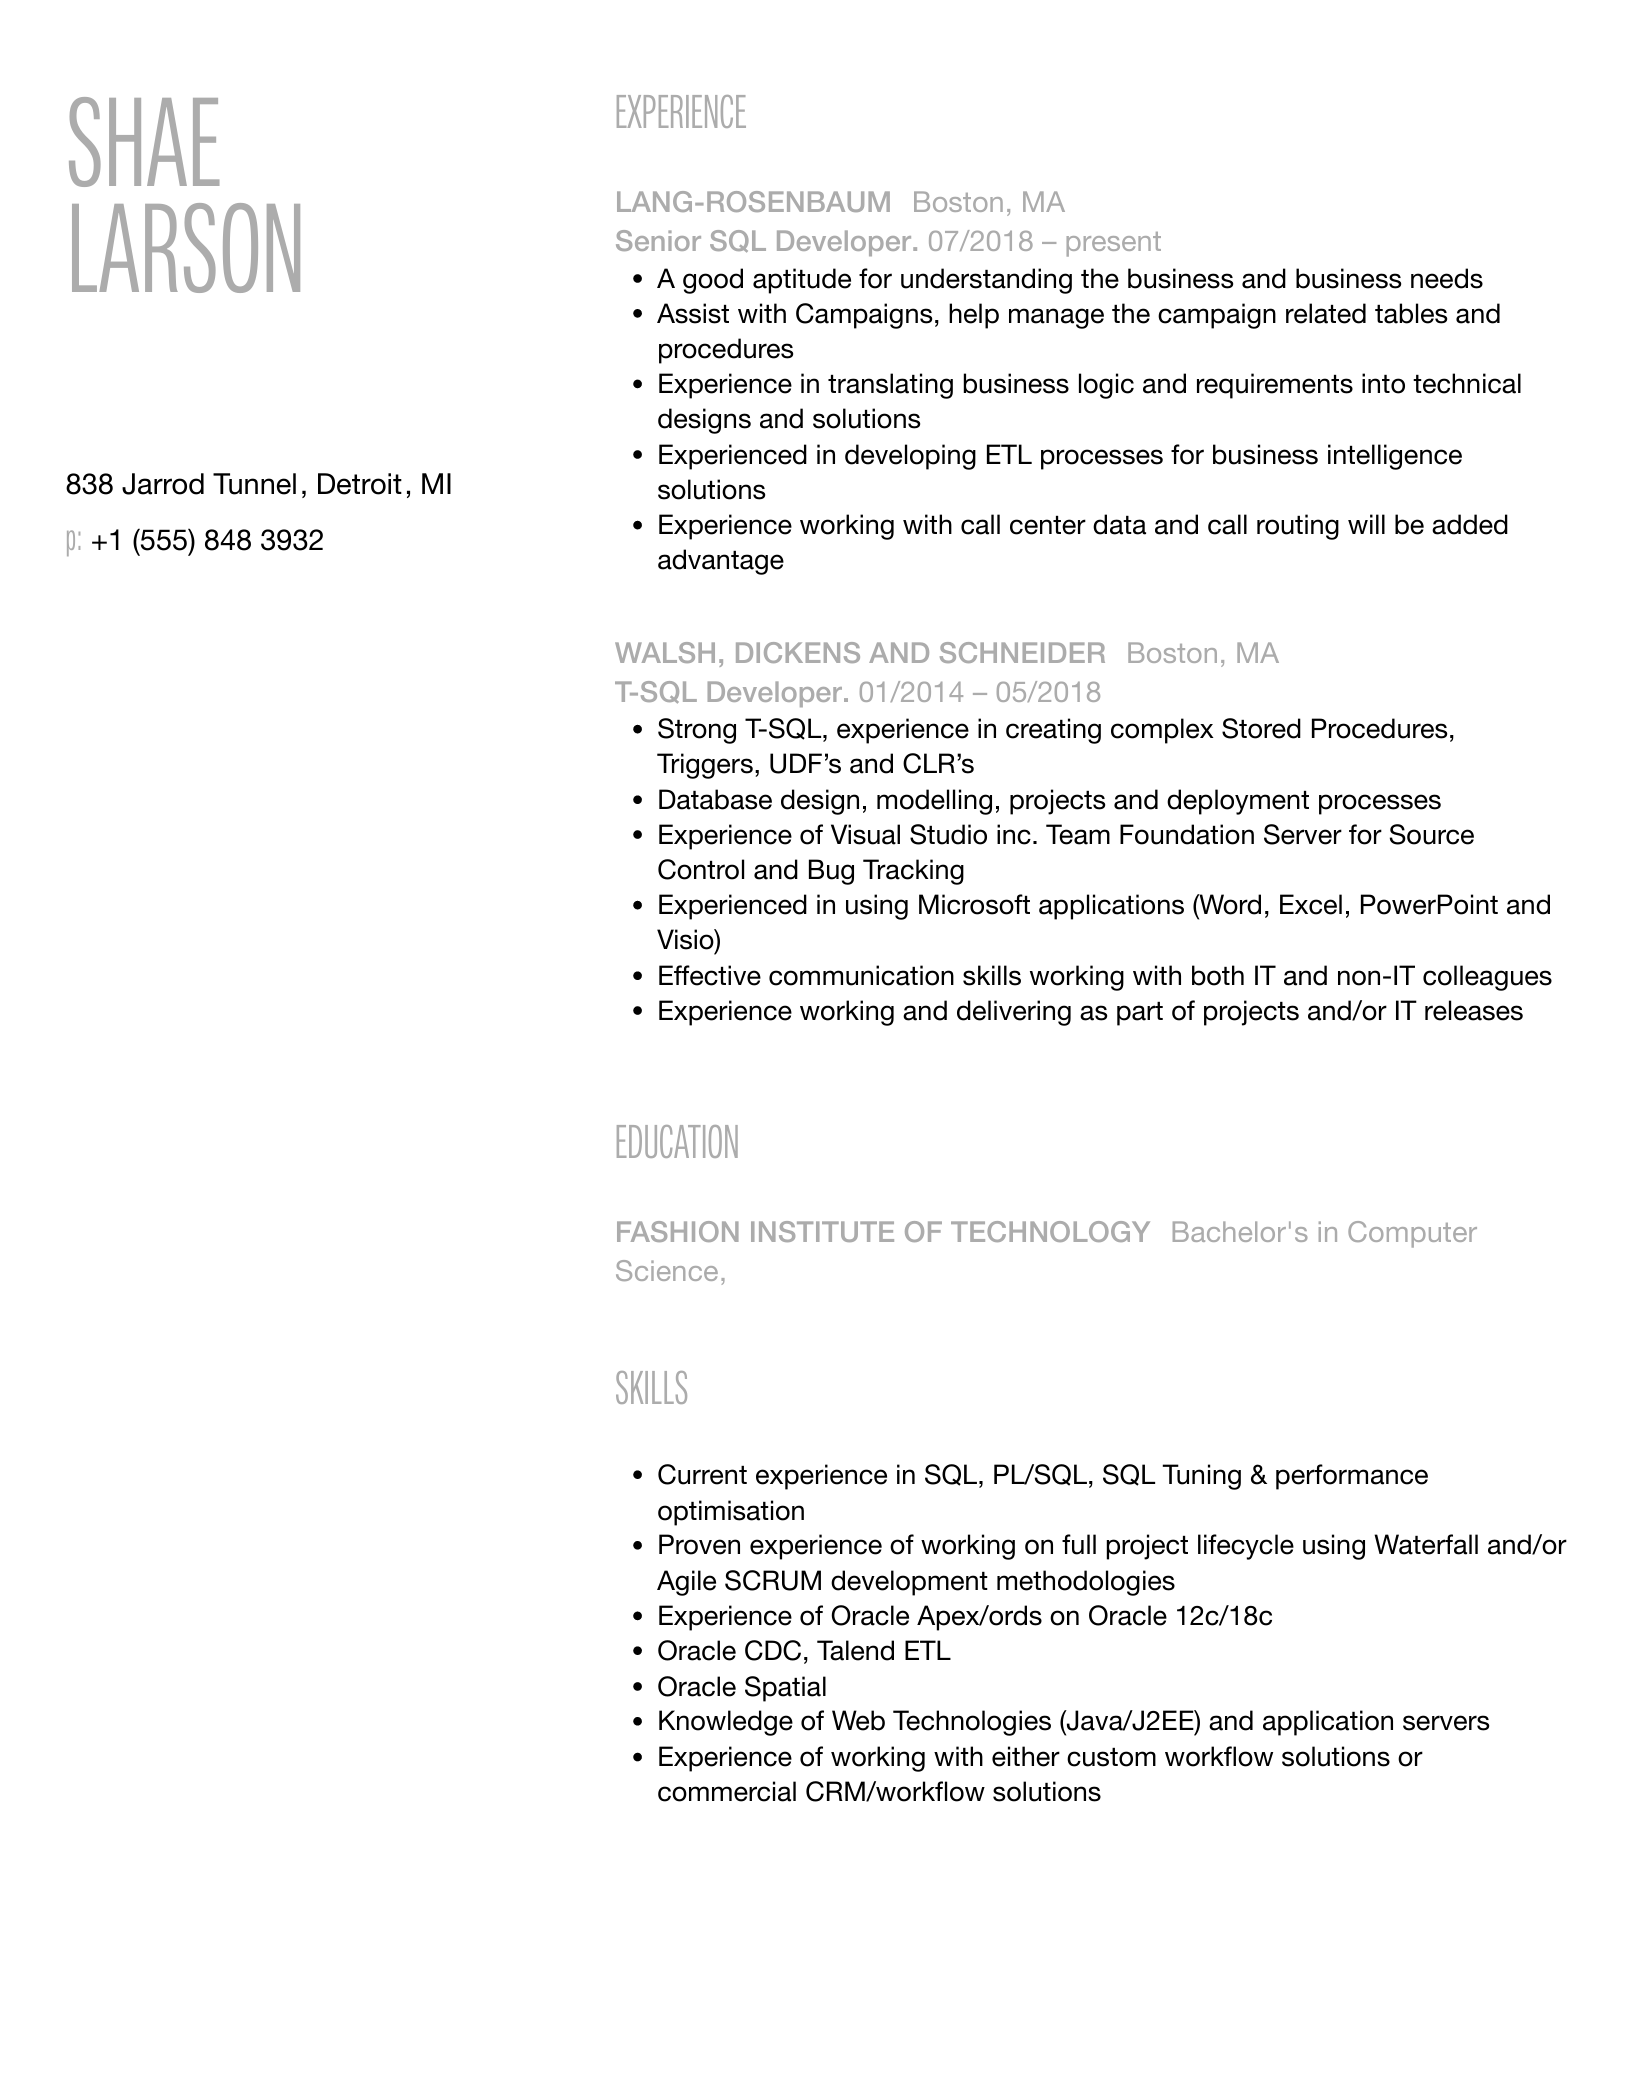 SHAE
LARSON
838 Jarrod Tunnel, Detroit, MI
p: +1 (555) 848 3932
EXPERIENCE
LANG-ROSENBAUM Boston, MA
Senior SQL Developer. 07/2018 – present
• A good aptitude for understanding the business and business needs
• Assist with Campaigns, help manage the campaign related tables and
procedures
• Experience in translating business logic and requirements into technical
designs and solutions
• Experienced in developing ETL processes for business intelligence
solutions
• Experience working with call center data and call routing will be added
advantage
WALSH, DICKENS AND SCHNEIDER Boston, MA
T-SQL Developer. 01/2014 – 05/2018
• Strong T-SQL, experience in creating complex Stored Procedures,
Triggers, UDF’s and CLR’s
• Database design, modelling, projects and deployment processes
• Experience of Visual Studio inc. Team Foundation Server for Source
Control and Bug Tracking
• Experienced in using Microsoft applications (Word, Excel, PowerPoint and
Visio)
• Effective communication skills working with both IT and non-IT colleagues
• Experience working and delivering as part of projects and/or IT releases
EDUCATION
FASHION INSTITUTE OF TECHNOLOGY Bachelor's in Computer
Science,
SKILLS
• Current experience in SQL, PL/SQL, SQL Tuning & performance
optimisation
• Proven experience of working on full project lifecycle using Waterfall and/or
Agile SCRUM development methodologies
• Experience of Oracle Apex/ords on Oracle 12c/18c
• Oracle CDC, Talend ETL
• Oracle Spatial
• Knowledge of Web Technologies (Java/J2EE) and application servers
• Experience of working with either custom workflow solutions or
commercial CRM/workflow solutions